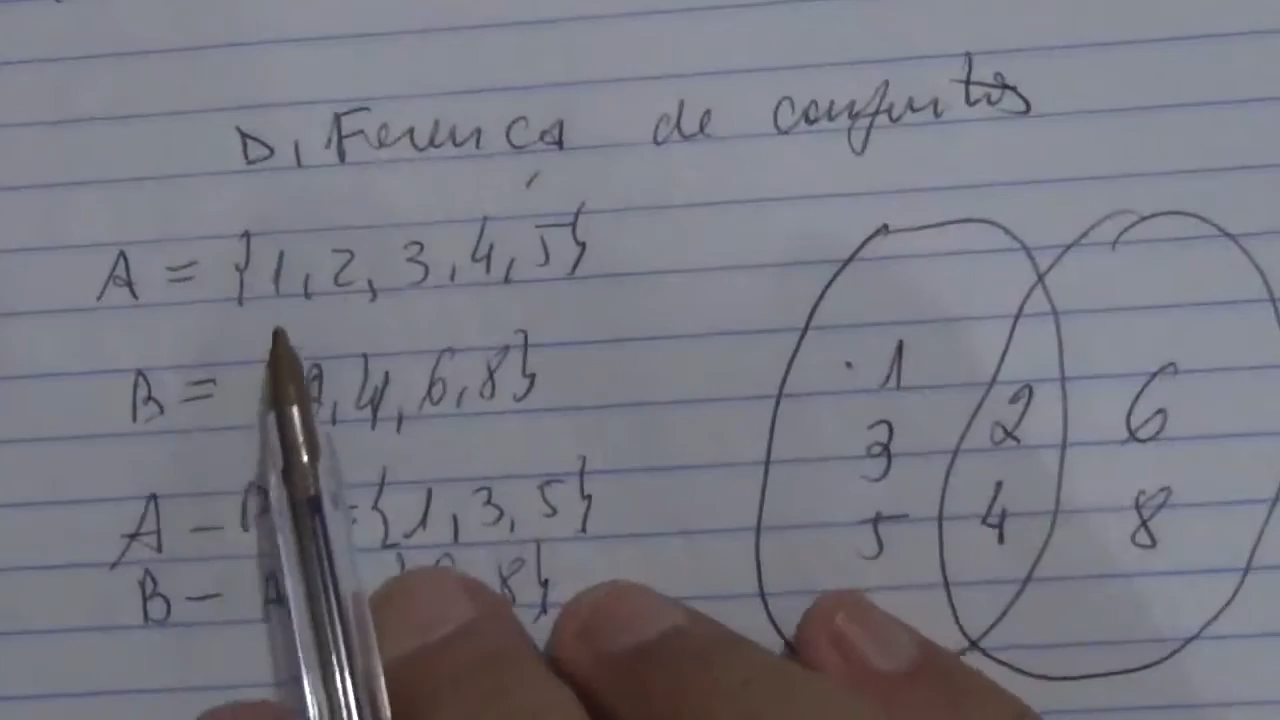 Diferença de conjuntos
A = {1, 2, 3, 4, 5}
B = , 4, 6, 8}
A - = {1, 3, 5}
B - A 8}
1
3
5
2
4
6
8